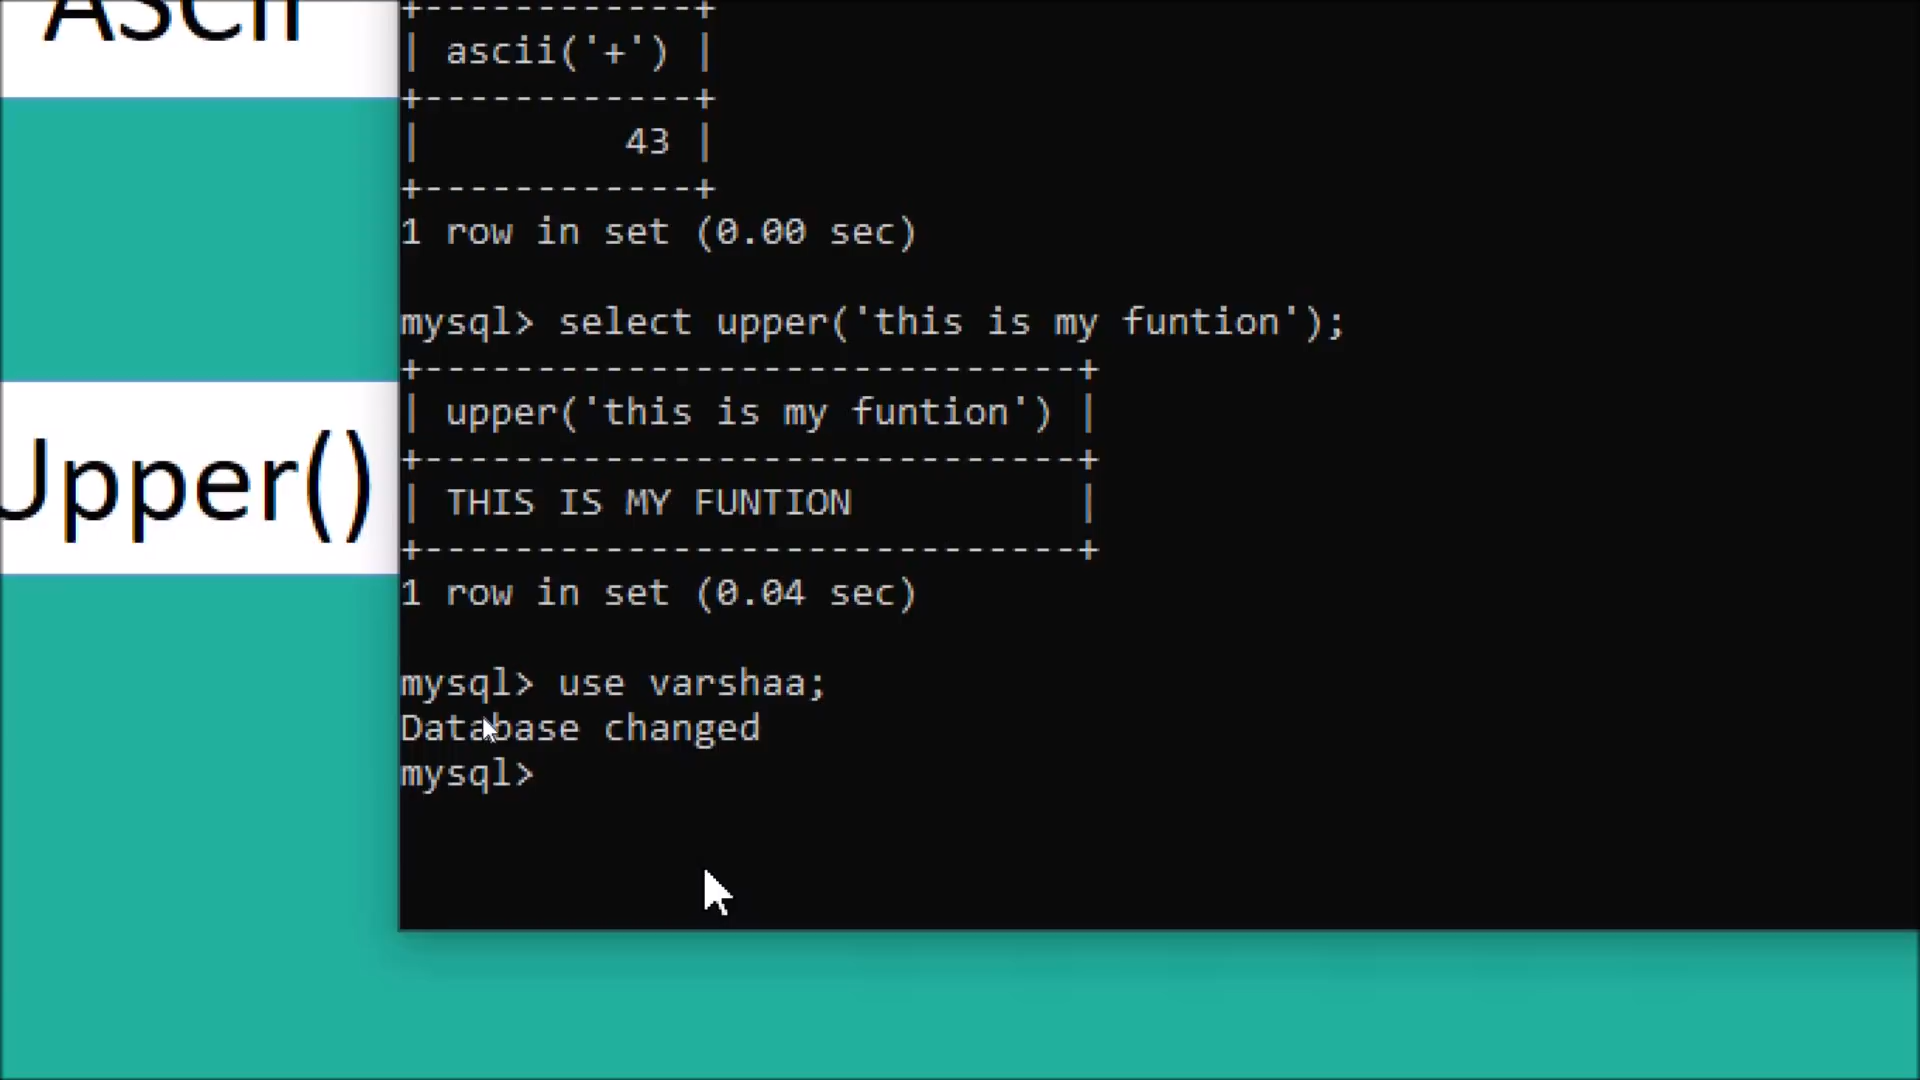 ASCII
Upper()
+------------+
| ascii('+') |
+------------+
|         43 |
+------------+
1 row in set (0.00 sec)
mysql> select upper('this is my funtion');
+-----------------------------+
| upper('this is my funtion') |
+-----------------------------+
| THIS IS MY FUNTION          |
+-----------------------------+
1 row in set (0.04 sec)
mysql> use varshaa;
Database changed
mysql>